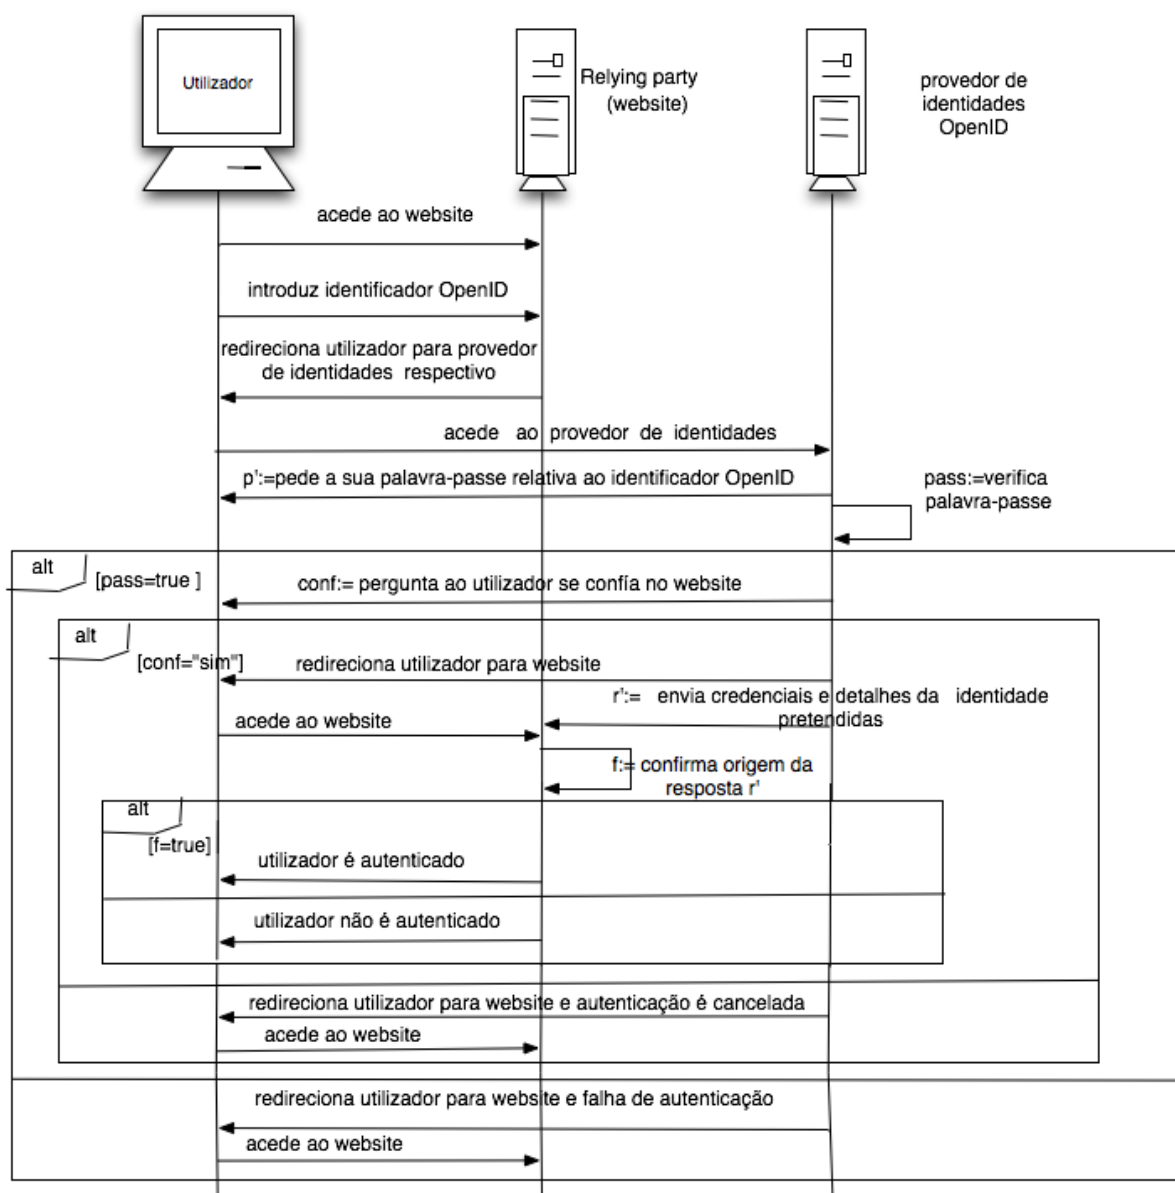 Utilizador
Relying party
(website)
provedor de
identidades
OpenID
acede ao website
introduz identificador OpenID
redireciona utilizador para provedor
de identidades respectivo
acede ao provedor de identidades
p':=pede a sua palavra-passe relativa ao identificador OpenID
pass:=verifica
palavra-passe
alt
[pass=true ]
conf:= pergunta ao utilizador se confía no website
alt
[conf="sim"]
redireciona utilizador para website
r':= envia credenciais e detalhes da identidade
pretendidas
acede ao website
f:= confirma origem da
resposta r'
alt
[f=true]
utilizador é autenticado
utilizador não é autenticado
redireciona utilizador para website e autenticação é cancelada
acede ao website
redireciona utilizador para website e falha de autenticação
acede ao website